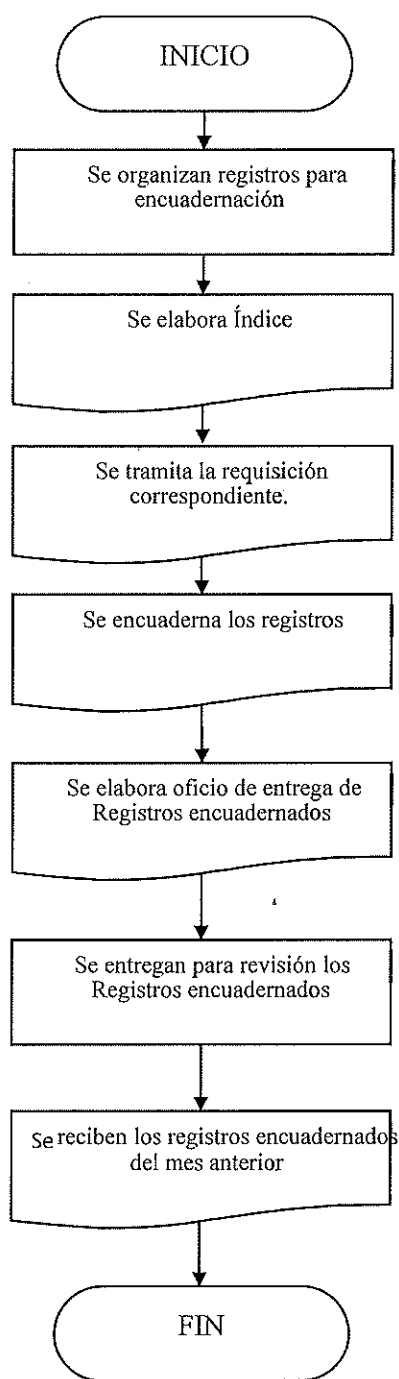 INICIO
Se organizan registros para
encuadernación
Se elabora Índice
Se tramita la requisición
correspondiente.
Se encuaderna los registros
Se elabora oficio de entrega de
Registros encuadernados
Se entregan para revisión los
Registros encuadernados
Se reciben los registros encuadernados
del mes anterior
FIN